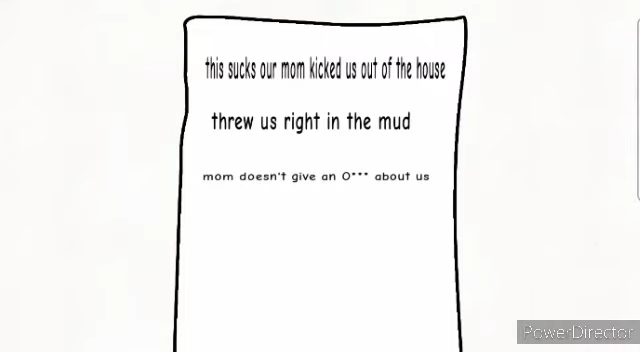 this sucks our mom kicked us out of the house
threw us right in the mud
mom doesn't give an O*** about us
PowerDirector